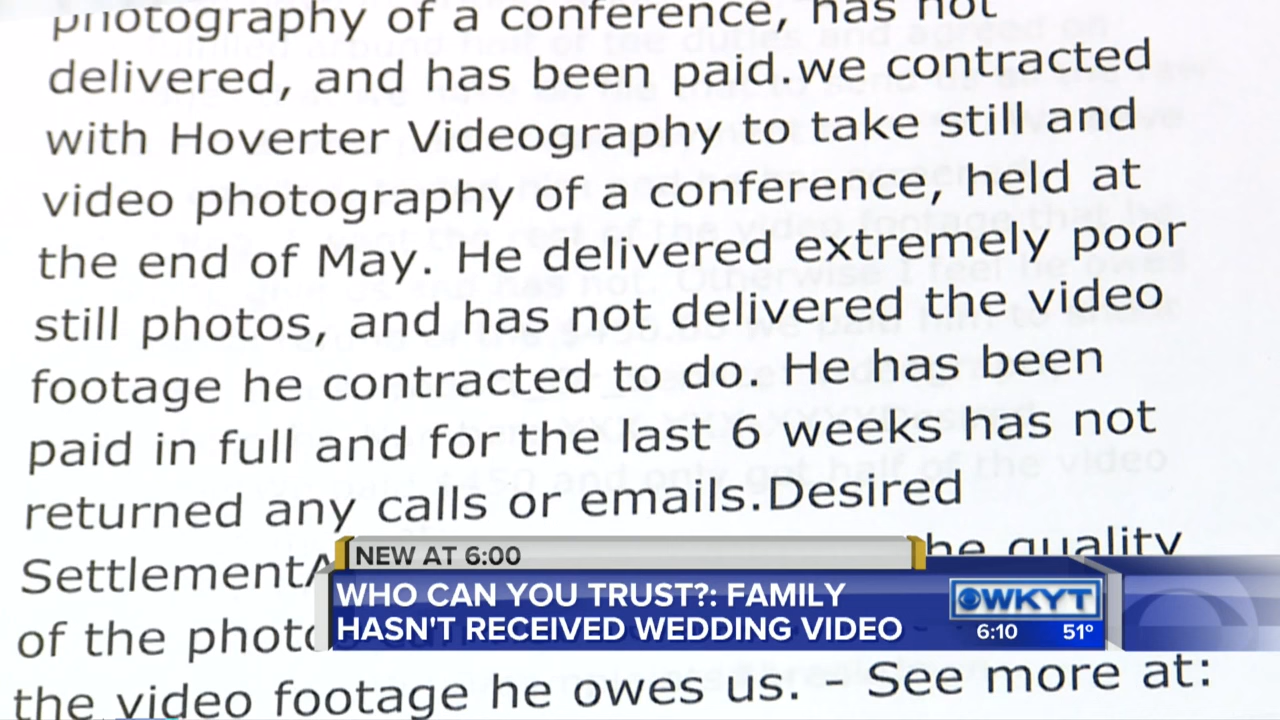 photography of a conference, has not
delivered, and has been paid.we contracted
with Hoverter Videography to take still and
video photography of a conference, held at
the end of May. He delivered extremely poor
still photos, and has not delivered the video
footage he contracted to do. He has been
paid in full and for the last 6 weeks has not
returned any calls or emails.Desired
SettlementA he quality
of the photo
the video footage he owes us. - See more at:
NEW AT 6:00
WHO CAN YOU TRUST?: FAMILY
HASN'T RECEIVED WEDDING VIDEO
WKYT
6:10 51°